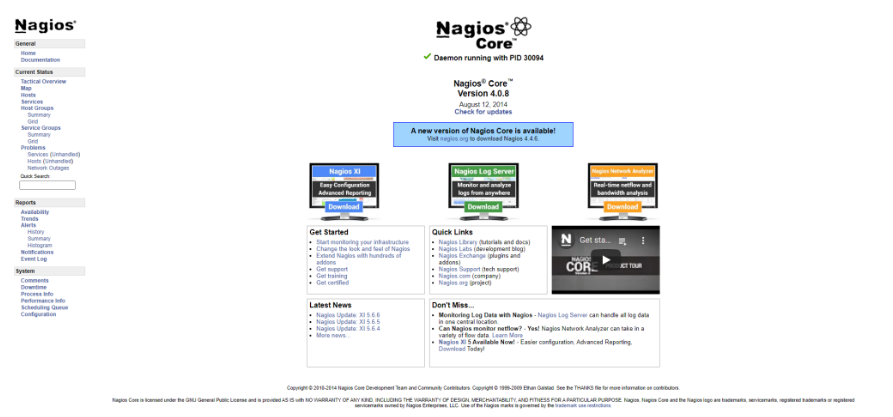 Nagios®
General
Home
Documentation
Current Status
Tactical Overview
Map
Hosts
Services
Host Groups
Summary
Grid
Service Groups
Summary
Grid
Problems
Services (Unhandled)
Hosts (Unhandled)
Network Outages
Quick Search:
Reports
Availability
Trends
Alerts
History
Summary
Histogram
Notifications
Event Log
System
Comments
Downtime
Process Info
Performance Info
Scheduling Queue
Configuration
Nagios®
Core™
Daemon running with PID 30094
Nagios® Core™
Version 4.0.8
August 12, 2014
Check for updates
A new version of Nagios Core is available!
Visit nagios.org to download Nagios 4.4.6.
Nagios XI
Easy Configuration
Advanced Reporting
Download
Nagios Log Server
Monitor and analyze
logs from anywhere
Download
Nagios Network Analyzer
Real-time netflow and
bandwidth analysis
Download
Get Started
• Start monitoring your infrastructure
• Change the look and feel of Nagios
• Extend Nagios with hundreds of
addons
• Get support
• Get training
• Get certified
Quick Links
• Nagios Library (tutorials and docs)
• Nagios Labs (development blog)
• Nagios Exchange (plugins and
addons)
• Nagios Support (tech support)
• Nagios.com (company)
• Nagios.org (project)
N Get sta...
NAGIOS
CORE PRODUCT TOUR
Latest News
• Nagios Update: XI 5.6.6
• Nagios Update: XI 5.6.5
• Nagios Update: XI 5.6.4
• More news...
Don't Miss...
• Monitoring Log Data with Nagios - Nagios Log Server can handle all log data
in one central location.
• Can Nagios monitor netflow? - Yes! Nagios Network Analyzer can take in a
variety of flow data. Learn More
• Nagios XI 5 Available Now! - Easier configuration, Advanced Reporting,
Download Today!
Copyright © 2010-2014 Nagios Core Development Team and Community Contributors. Copyright © 1999-2009 Ethan Galstad. See the THANKS file for more information on contributors.
Nagios Core is licensed under the GNU General Public License and is provided AS IS with NO WARRANTY OF ANY KIND, INCLUDING THE WARRANTY OF DESIGN, MERCHANTABILITY, AND FITNESS FOR A PARTICULAR PURPOSE. Nagios, Nagios Core and the Nagios logo are trademarks, servicemarks, registered trademarks or registered
servicemarks owned by Nagios Enterprises, LLC. Use of the Nagios marks is governed by the trademark use restrictions.